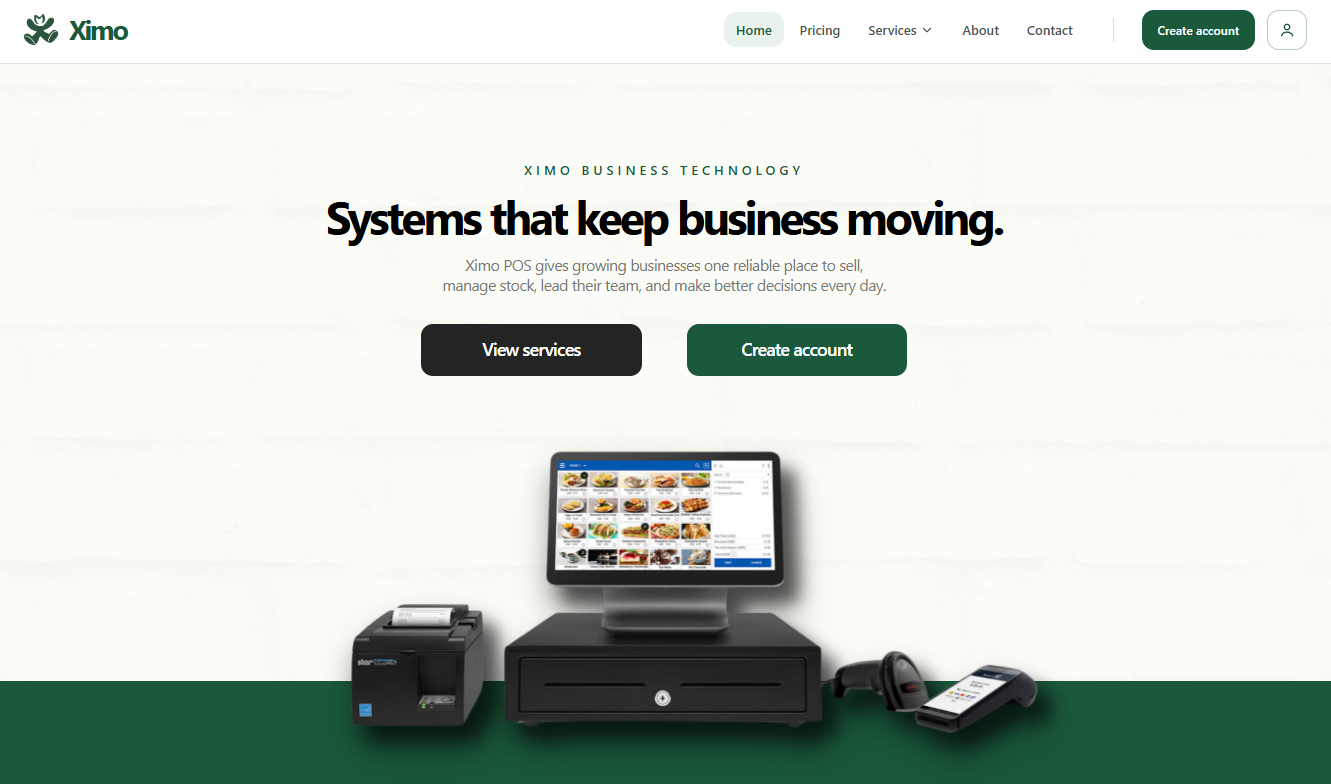 Ximo
Home
Pricing
Services
About
Contact
Create account
XIMO BUSINESS TECHNOLOGY
Systems that keep business moving.
Ximo POS gives growing businesses one reliable place to sell,
manage stock, lead their team, and make better decisions every day.
View services
Create account
star